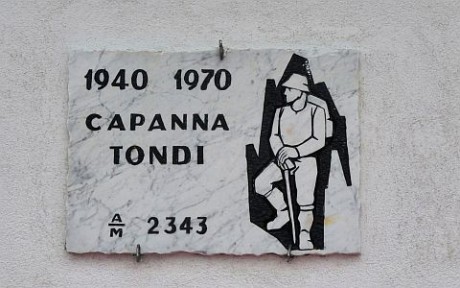 1940 1970
CAPANNA
TONDI
A/M 2343